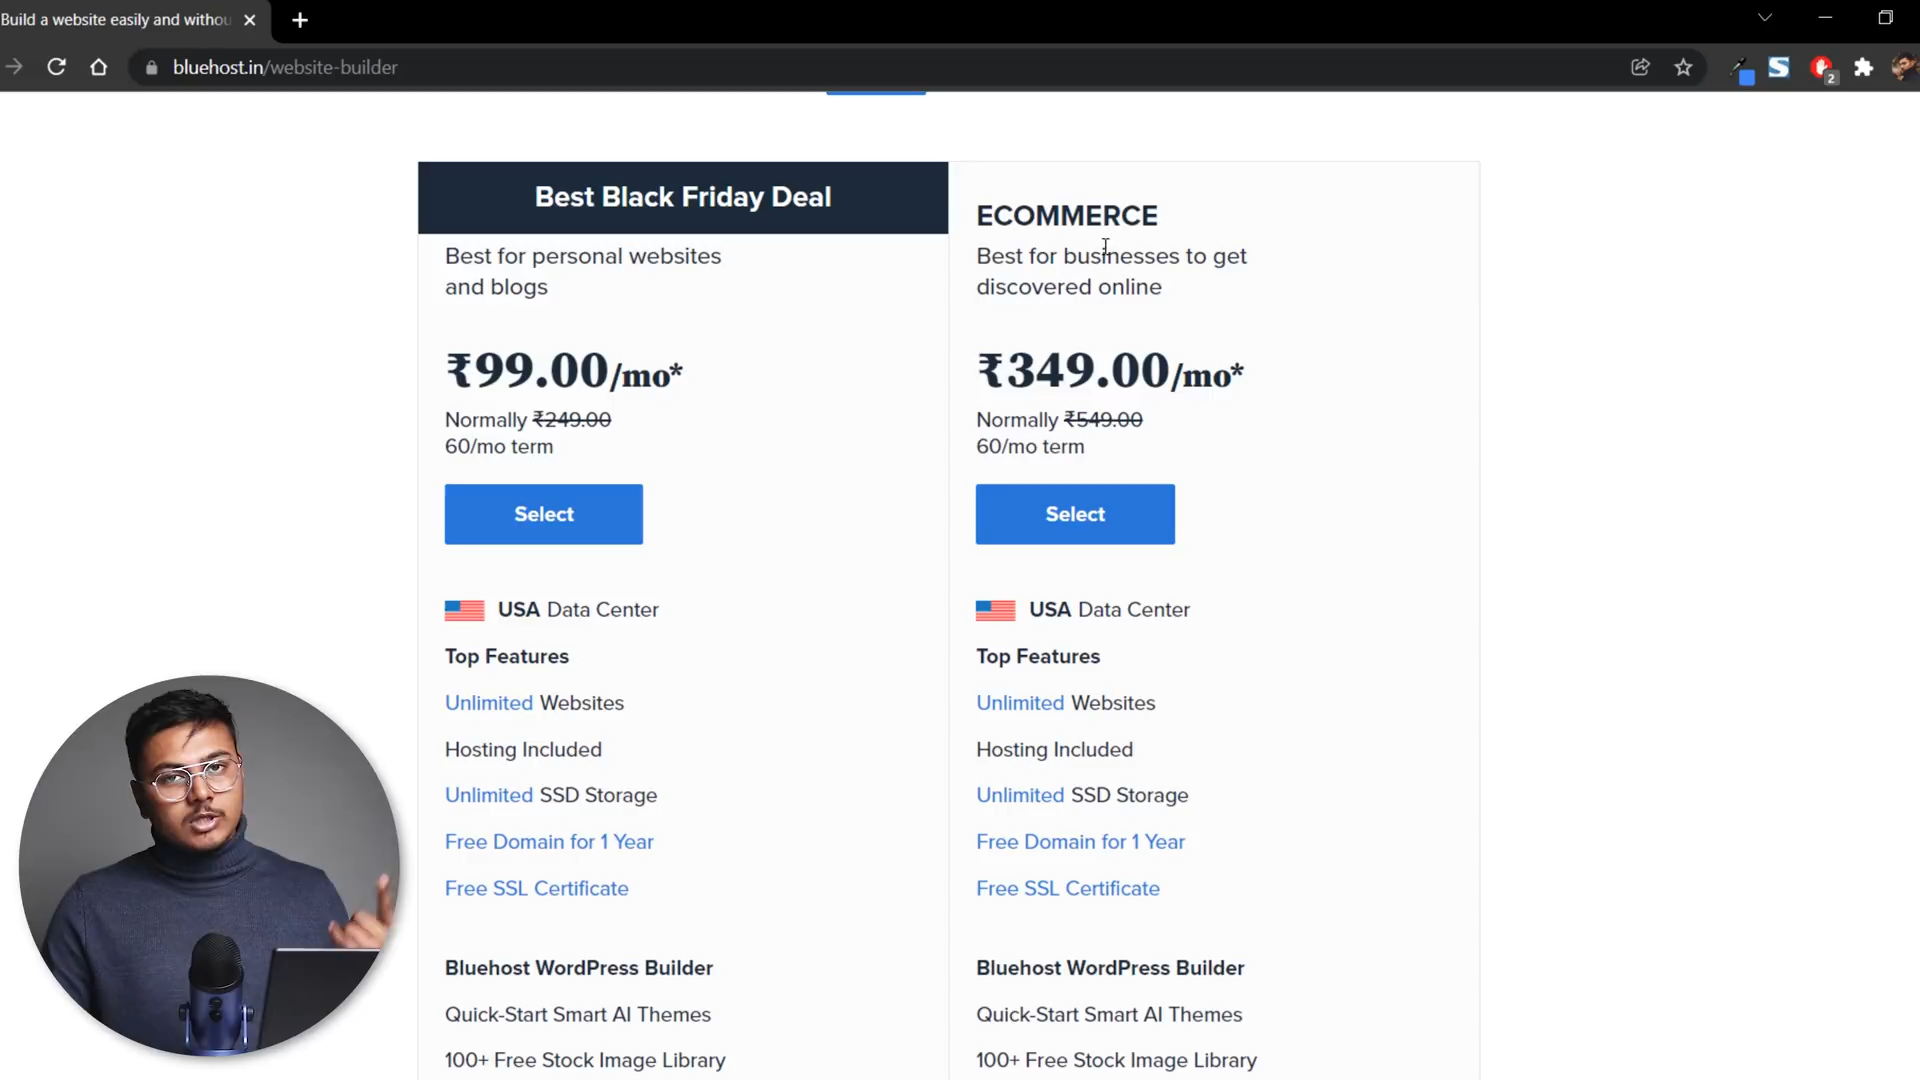 Build a website easily and withou
bluehost.in/website-builder
2
Best Black Friday Deal
Best for personal websites
and blogs
₹99.00/mo*
Normally ₹249.00
60/mo term
Select
USA Data Center
Top Features
Unlimited Websites
Hosting Included
Unlimited SSD Storage
Free Domain for 1 Year
Free SSL Certificate
Bluehost WordPress Builder
Quick-Start Smart AI Themes
100+ Free Stock Image Library
ECOMMERCE
Best for businesses to get
discovered online
₹349.00/mo*
Normally ₹549.00
60/mo term
Select
USA Data Center
Top Features
Unlimited Websites
Hosting Included
Unlimited SSD Storage
Free Domain for 1 Year
Free SSL Certificate
Bluehost WordPress Builder
Quick-Start Smart AI Themes
100+ Free Stock Image Library